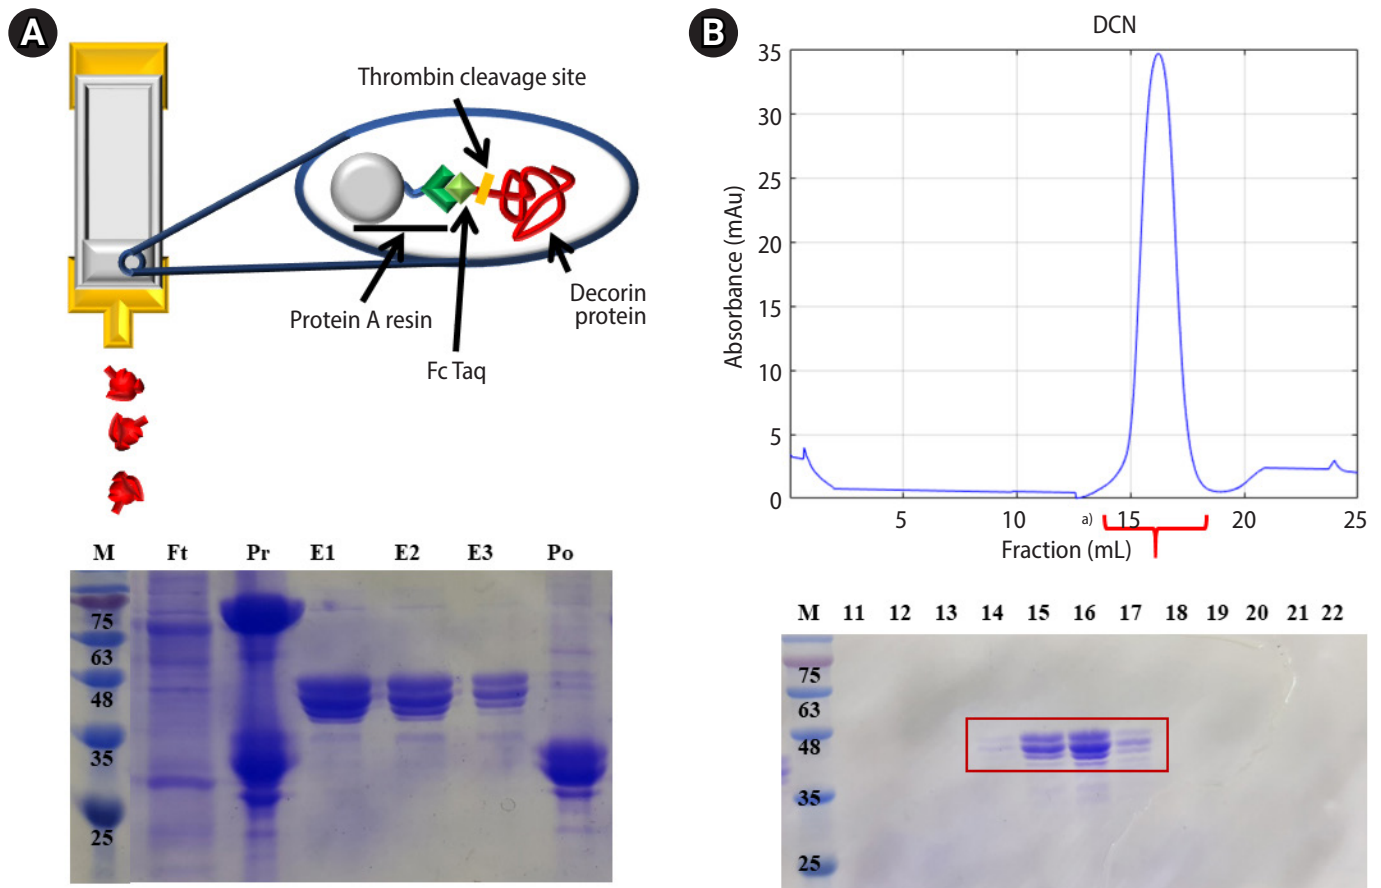 A
Thrombin cleavage site
Protein A resin
Decorin
protein
Fc Taq
M Ft Pr E1 E2 E3 Po
75
63
48
35
25
B
DCN
35
30
25
20
15
10
5
0
Absorbance (mAu)
5 10 a) 15 20 25
Fraction (mL)
M 11 12 13 14 15 16 17 18 19 20 21 22
75
63
48
35
25